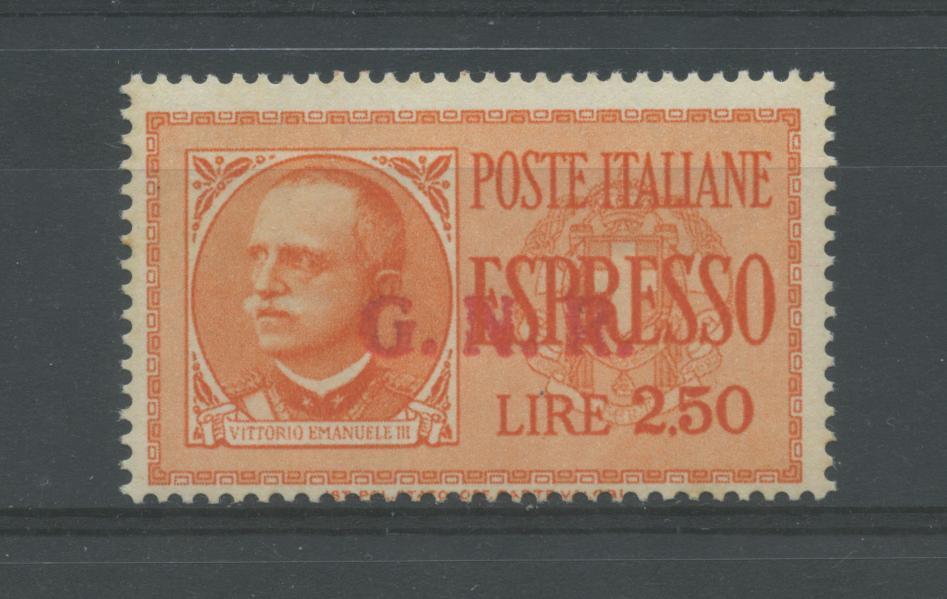 POSTE ITALIANE
ESPRESSO
G. N. R.
LIRE 2.50
VITTORIO EMANUELE III